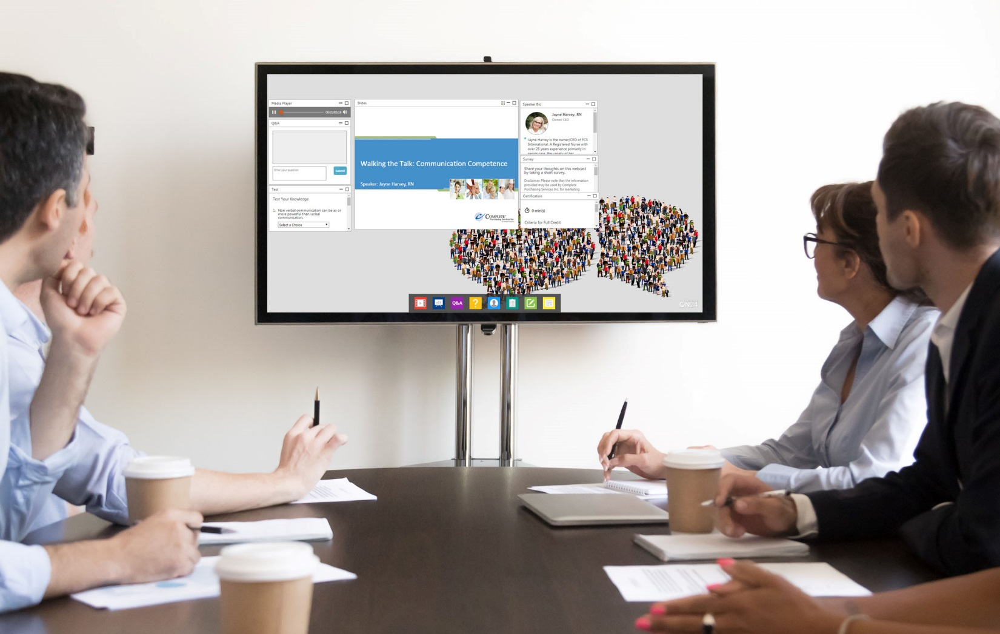 Media Player
00:01/05:16
Q&A
Enter your question
Submit
Test
Test Your Knowledge
1. Non verbal communication can be as or
more powerful than verbal
communication.
Select a Choice
Slides
Walking the Talk: Communication Competence
Speaker: Jayne Harvey, RN
COMPLETE
Purchasing Services Inc.
Speaker Bio
Jayne Harvey, RN
Owner/ CEO
Jayne Harvey is the owner/CEO of FCS
International. A Registered Nurse with
over 25 years experience primarily in
senior care, the variety of her
Survey
Share your thoughts on this webcast
by taking a short survey.
Disclaimer: Please note that the information
provided may be used by Complete
Purchasing Services Inc. for marketing
Certification
0 min(s)
Criteria for Full Credit
Q&A
?
ON24